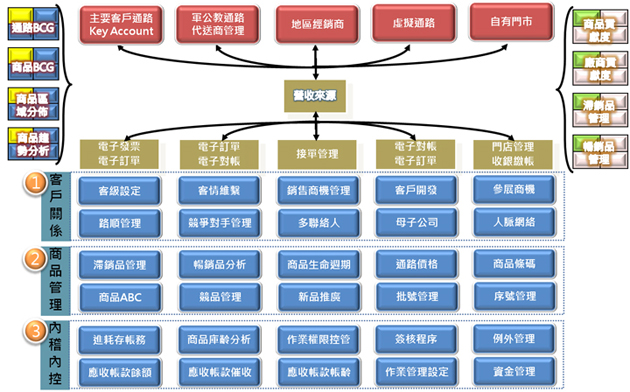 通路BCG
商品BCG
商品區
域分佈
商品趨
勢分析
主要客戶通路
Key Account
軍公教通路
代送商管理
地區經銷商
虛擬通路
自有門市
商品貢
獻度
廠商貢
獻度
滯銷品
管理
暢銷品
管理
營收來源
電子發票
電子訂單
電子訂單
電子對帳
接單管理
電子對帳
電子訂單
門店管理
收銀繳帳
1
客戶關係
客級設定
客情維繫
銷售商機管理
客戶開發
參展商機
路順管理
競爭對手管理
多聯絡人
母子公司
人脈網絡
2
商品管理
滯銷品管理
暢銷品分析
商品生命週期
通路價格
商品條碼
商品ABC
競品管理
新品推廣
批號管理
序號管理
3
內稽內控
進耗存帳務
商品庫齡分析
作業權限控管
簽核程序
例外管理
應收帳款餘額
應收帳款催收
應收帳款帳齡
作業管理設定
資金管理